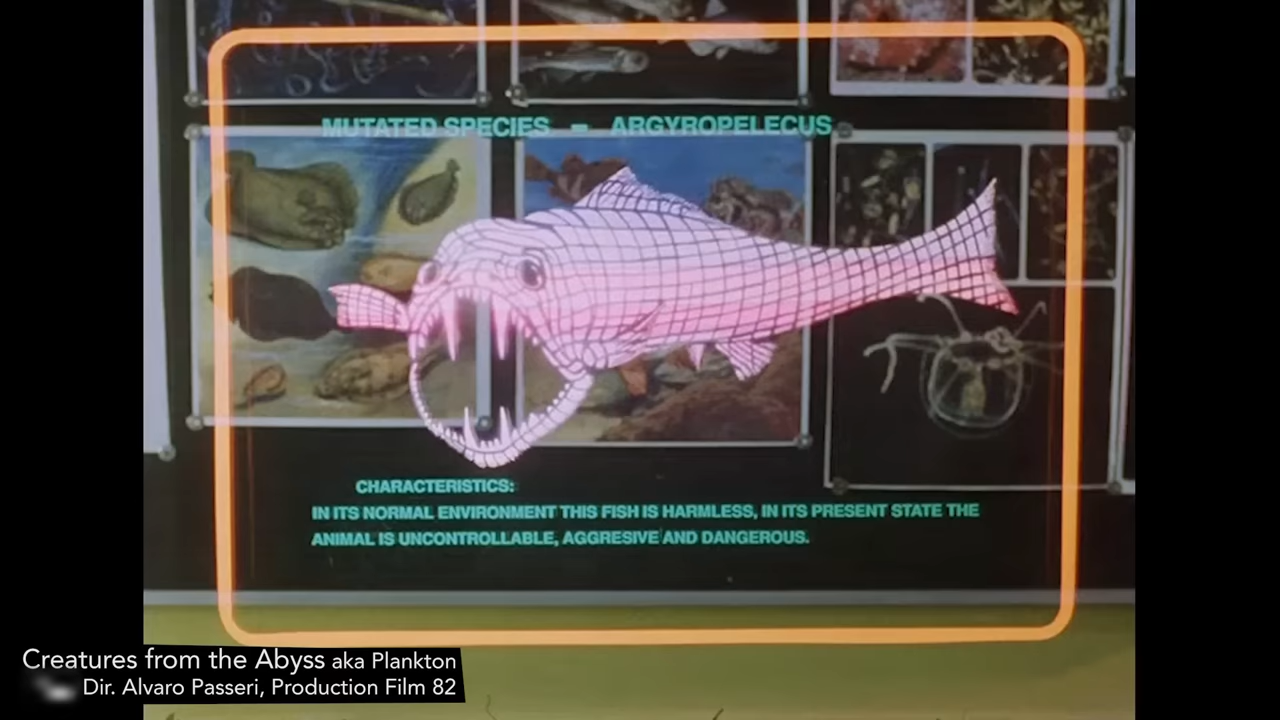 MUTATED SPECIES - ARGYROPELECUS
CHARACTERISTICS:
IN ITS NORMAL ENVIRONMENT THIS FISH IS HARMLESS, IN ITS PRESENT STATE THE
ANIMAL IS UNCONTROLLABLE, AGGRESIVE AND DANGEROUS.
Creatures from the Abyss aka Plankton
Dir. Alvaro Passeri, Production Film 82